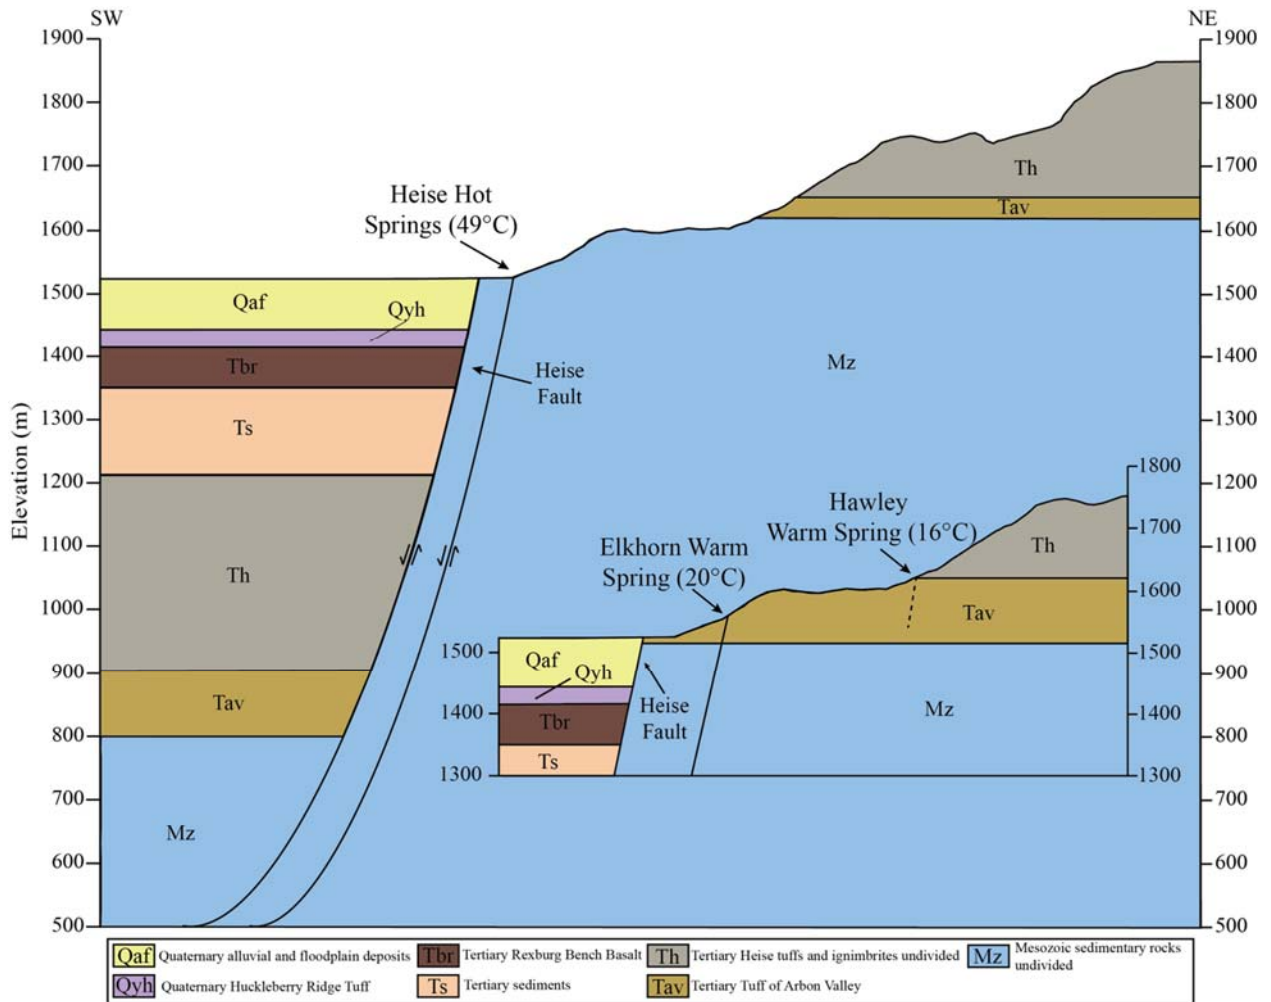 SW
NE
1900
1800
1700
1600
1500
1400
1300
1200
1100
1000
900
800
700
600
500
Elevation (m)
1900
1800
1700
1600
1500
1400
1300
1200
1100
1000
900
800
700
600
500
Heise Hot
Springs (49°C)
Th
Tav
Qaf
Qyh
Tbr
Ts
Th
Tav
Mz
Heise
Fault
Mz
Elkhorn Warm
Spring (20°C)
Hawley
Warm Spring (16°C)
1800
1700
1600
1500
1400
1300
1500
1400
1300
Th
Tav
Qaf
Qyh
Tbr
Ts
Heise
Fault
Mz
Qaf Quaternary alluvial and floodplain deposits
Qyh Quaternary Huckleberry Ridge Tuff
Tbr Tertiary Rexburg Bench Basalt
Ts Tertiary sediments
Th Tertiary Heise tuffs and ignimbrites undivided
Tav Tertiary Tuff of Arbon Valley
Mz Mesozoic sedimentary rocks
undivided